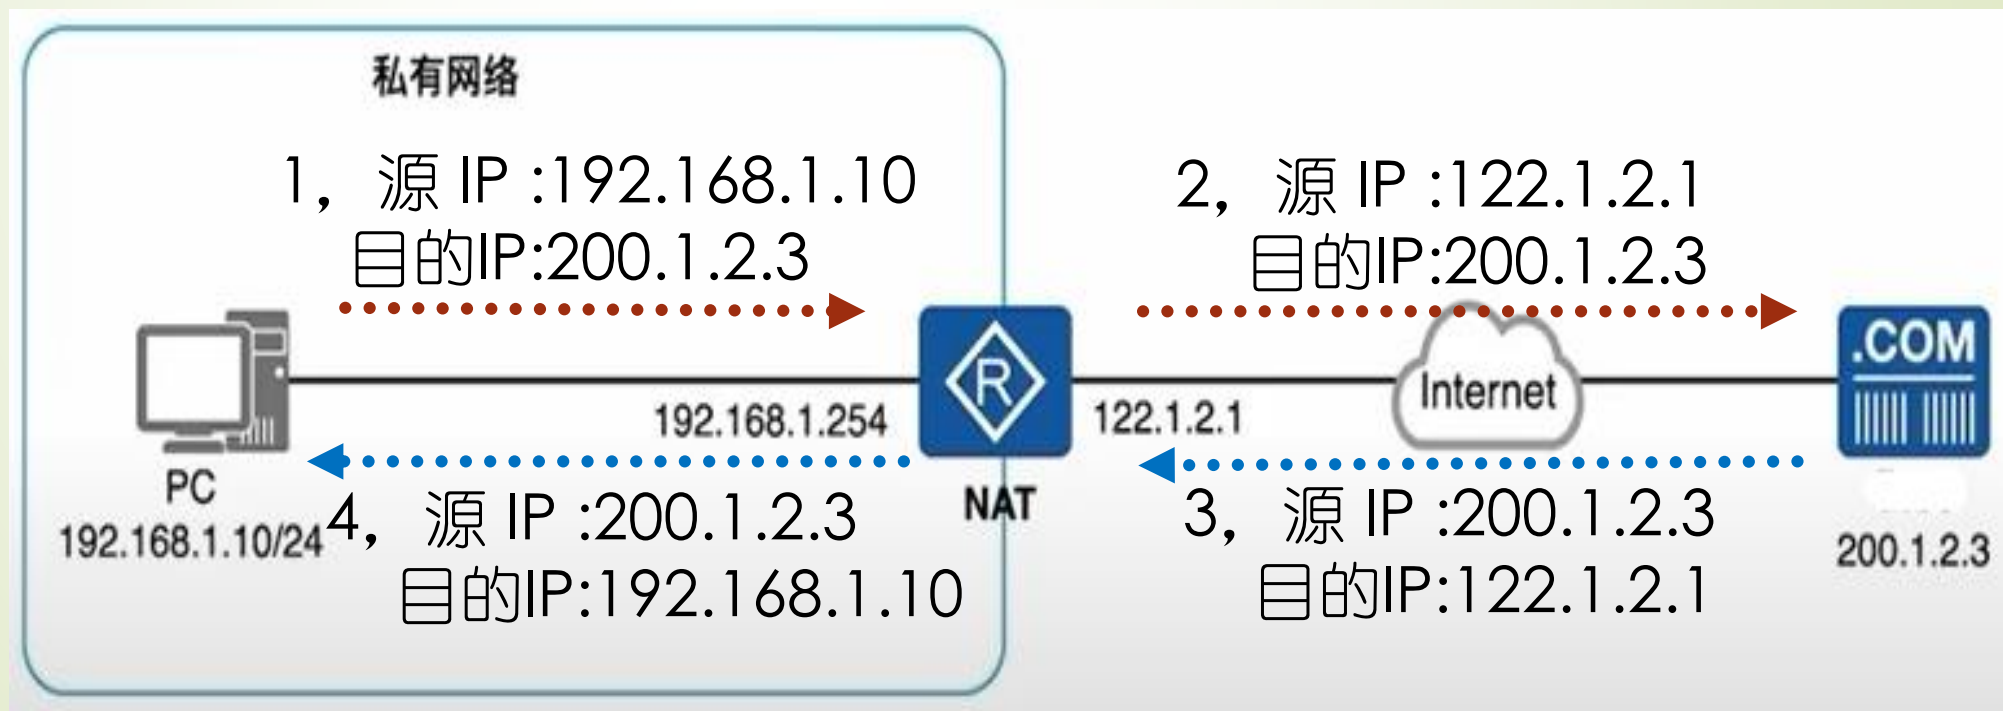 私有网络
1，源 IP :192.168.1.10
目的IP:200.1.2.3
2，源 IP :122.1.2.1
目的IP:200.1.2.3
R
.COM
Internet
192.168.1.254
122.1.2.1
PC
192.168.1.10/24
NAT
4，源 IP :200.1.2.3
目的IP:192.168.1.10
3，源 IP :200.1.2.3
目的IP:122.1.2.1
200.1.2.3